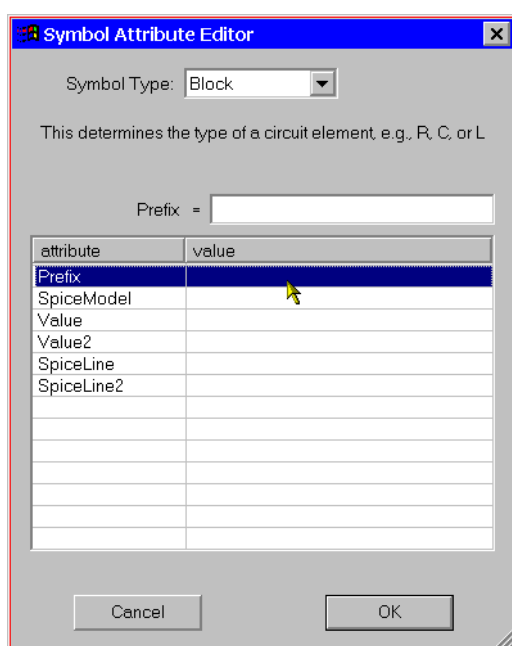 Symbol Attribute Editor
Symbol Type: Block
This determines the type of a circuit element, e.g., R, C, or L
Prefix =
attribute value
Prefix
SpiceModel
Value
Value2
SpiceLine
SpiceLine2
Cancel OK